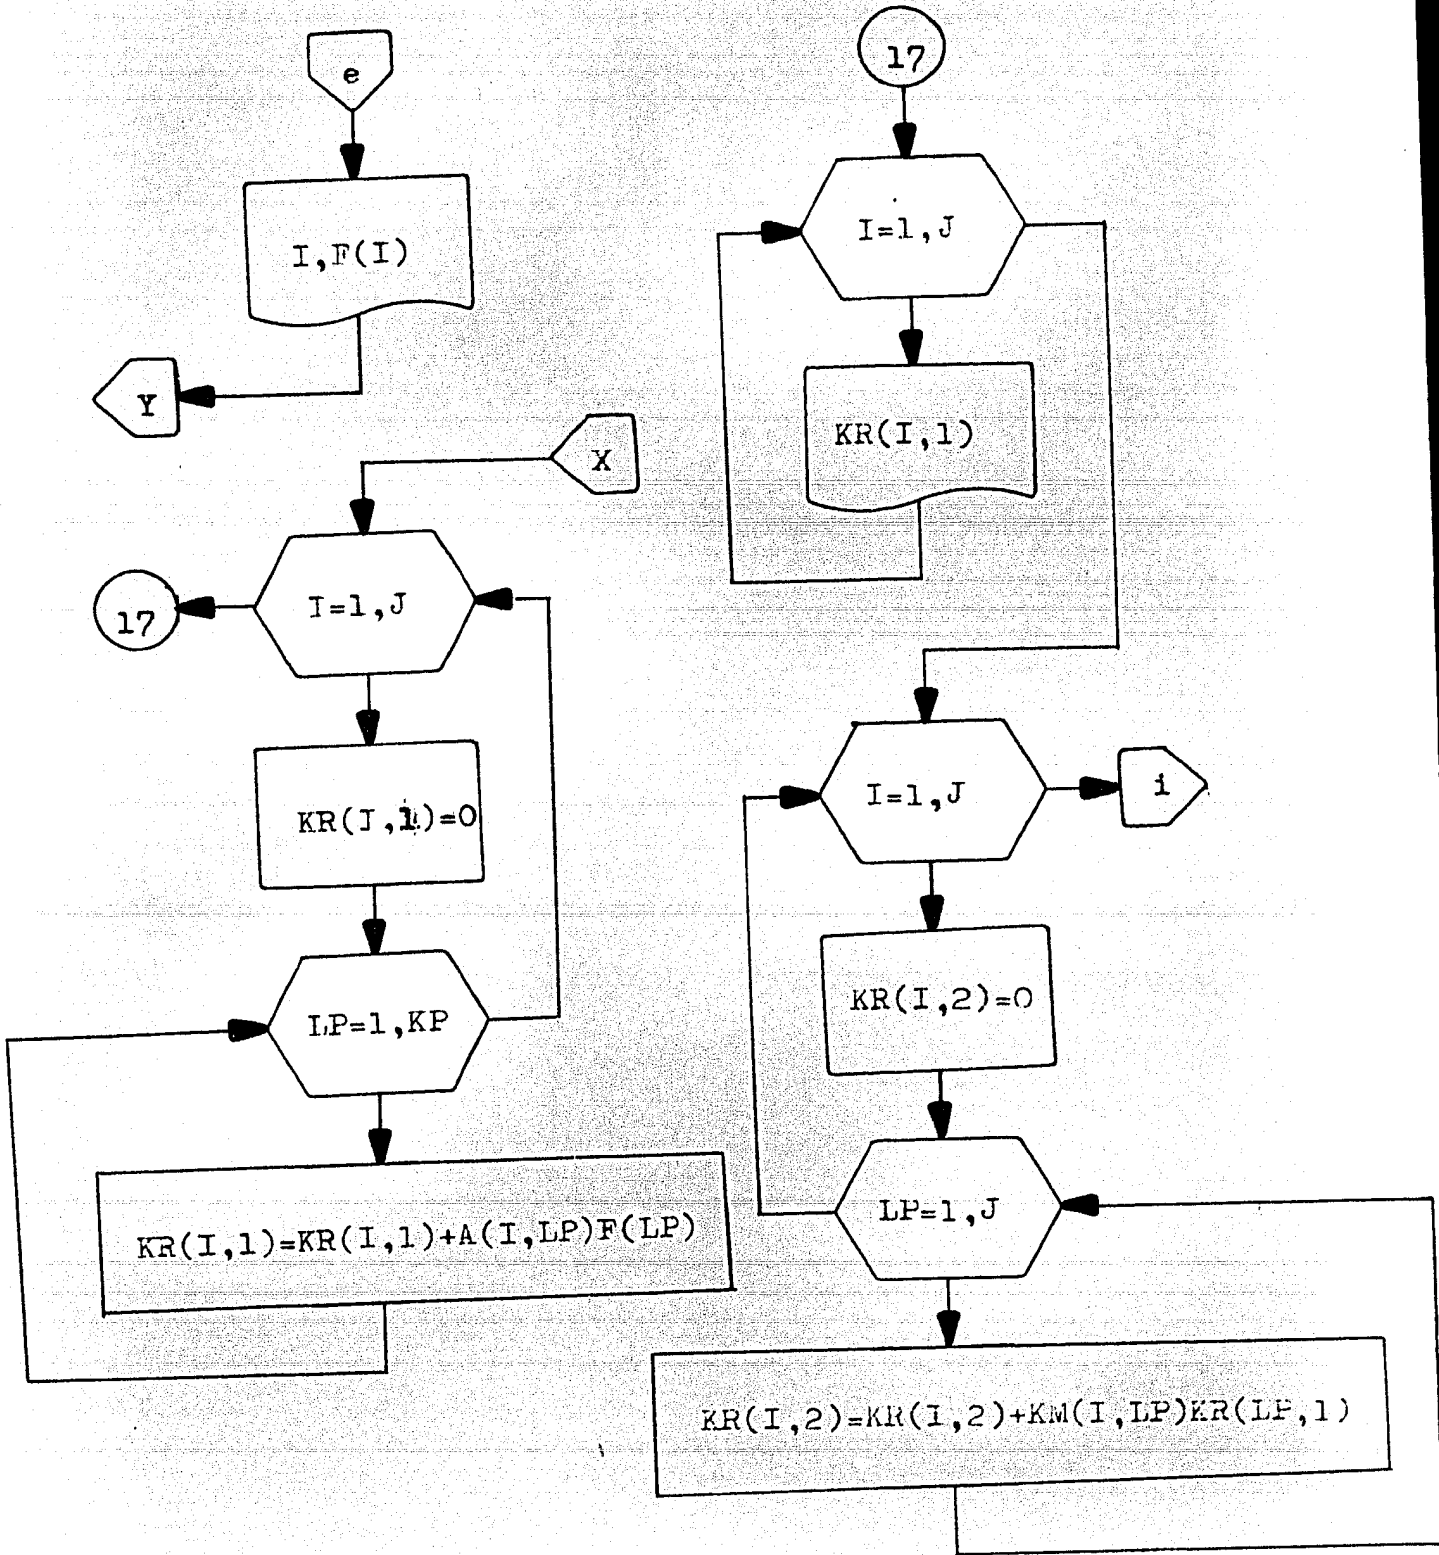 e
I,F(I)
Y
X
I=1,J
17
KR(I,1)=0
LP=1,KP
KR(I,1)=KR(I,1)+A(I,LP)F(LP)
17
I=1,J
KR(I,1)
I=1,J
i
KR(I,2)=0
LP=1,J
KR(I,2)=KR(I,2)+KM(I,LP)KR(LP,1)